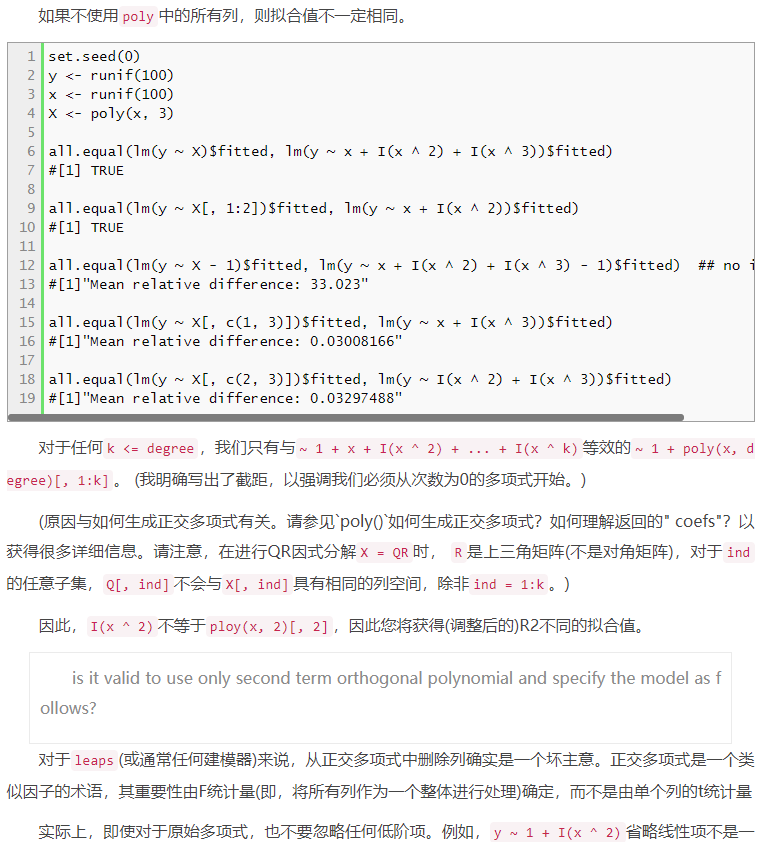 如果不使用poly中的所有列，则拟合值不一定相同。
1 set.seed(0)
2 y <- runif(100)
3 x <- runif(100)
4 X <- poly(x, 3)
5
6 all.equal(lm(y ~ X)$fitted, lm(y ~ x + I(x ^ 2) + I(x ^ 3))$fitted)
7 #[1] TRUE
8
9 all.equal(lm(y ~ X[, 1:2])$fitted, lm(y ~ x + I(x ^ 2))$fitted)
10 #[1] TRUE
11
12 all.equal(lm(y ~ X - 1)$fitted, lm(y ~ x + I(x ^ 2) + I(x ^ 3) - 1)$fitted)  ## no i
13 #[1]"Mean relative difference: 33.023"
14
15 all.equal(lm(y ~ X[, c(1, 3)])$fitted, lm(y ~ x + I(x ^ 3))$fitted)
16 #[1]"Mean relative difference: 0.03008166"
17
18 all.equal(lm(y ~ X[, c(2, 3)])$fitted, lm(y ~ I(x ^ 2) + I(x ^ 3))$fitted)
19 #[1]"Mean relative difference: 0.03297488"
对于任何k <= degree，我们只有与~ 1 + x + I(x ^ 2) + ... + I(x ^ k)等效的~ 1 + poly(x, d
egree)[, 1:k]。 (我明确写出了截距，以强调我们必须从次数为0的多项式开始。)
(原因与如何生成正交多项式有关。请参见`poly()`如何生成正交多项式？如何理解返回的" coefs"？以
获得很多详细信息。请注意，在进行QR因式分解X = QR时， R是上三角矩阵(不是对角矩阵)，对于ind
的任意子集，Q[, ind]不会与X[, ind]具有相同的列空间，除非ind = 1:k。)
因此，I(x ^ 2)不等于ploy(x, 2)[, 2]，因此您将获得(调整后的)R2不同的拟合值。
is it valid to use only second term orthogonal polynomial and specify the model as f
ollows?
对于leaps(或通常任何建模器)来说，从正交多项式中删除列确实是一个坏主意。正交多项式是一个类
似因子的术语，其重要性由F统计量(即，将所有列作为一个整体进行处理)确定，而不是由单个列的t统计量
实际上，即使对于原始多项式，也不要忽略任何低阶项。例如，y ~ 1 + I(x ^ 2)省略线性项不是一